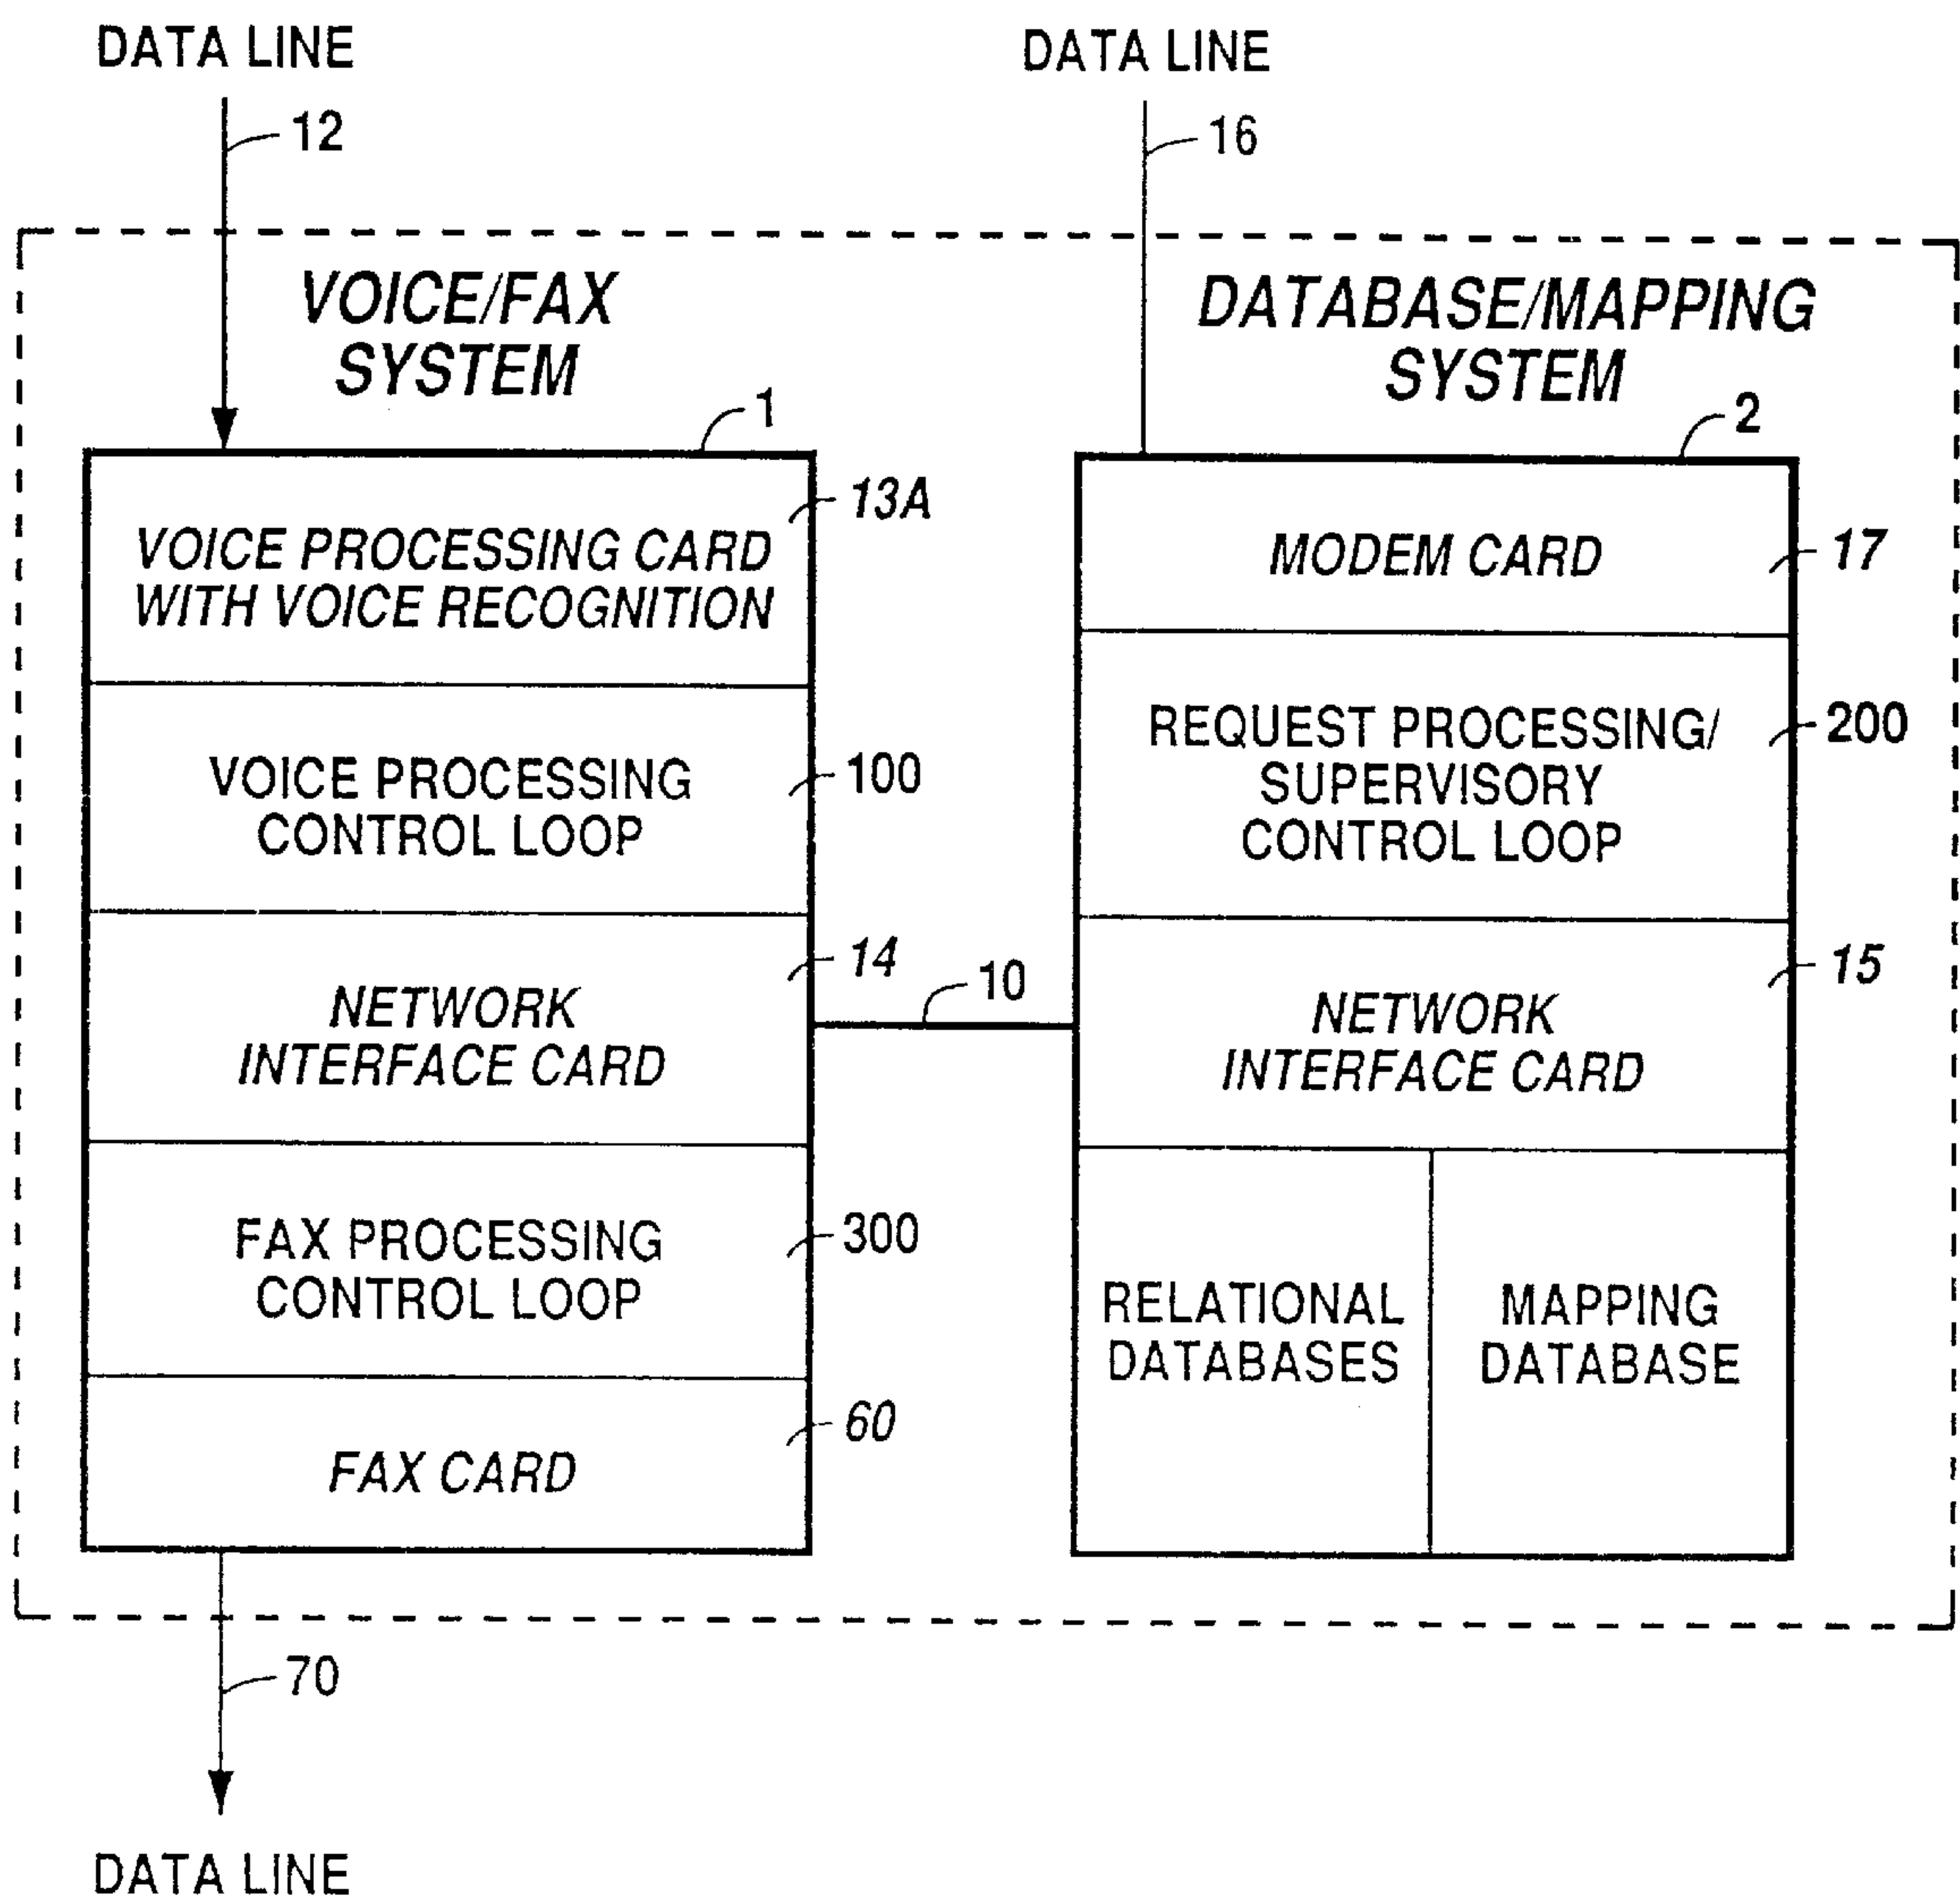 DATA LINE
12
DATA LINE
16
VOICE/FAX
SYSTEM
DATABASE/MAPPING
SYSTEM
1
13A
VOICE PROCESSING CARD
WITH VOICE RECOGNITION
VOICE PROCESSING
CONTROL LOOP
100
14
NETWORK
INTERFACE CARD
10
FAX PROCESSING
CONTROL LOOP
300
60
FAX CARD
2
MODEM CARD
17
REQUEST PROCESSING/
SUPERVISORY
CONTROL LOOP
200
15
NETWORK
INTERFACE CARD
RELATIONAL
DATABASES
MAPPING
DATABASE
70
DATA LINE